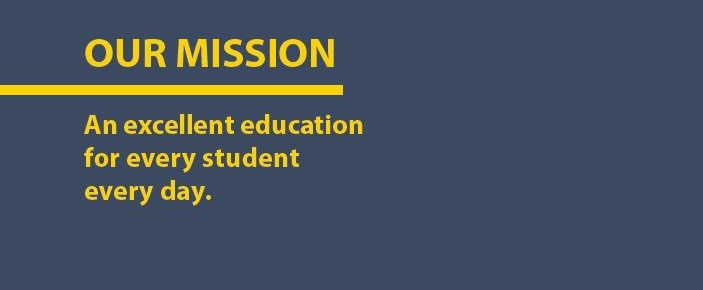 OUR MISSION
An excellent education
for every student
every day.